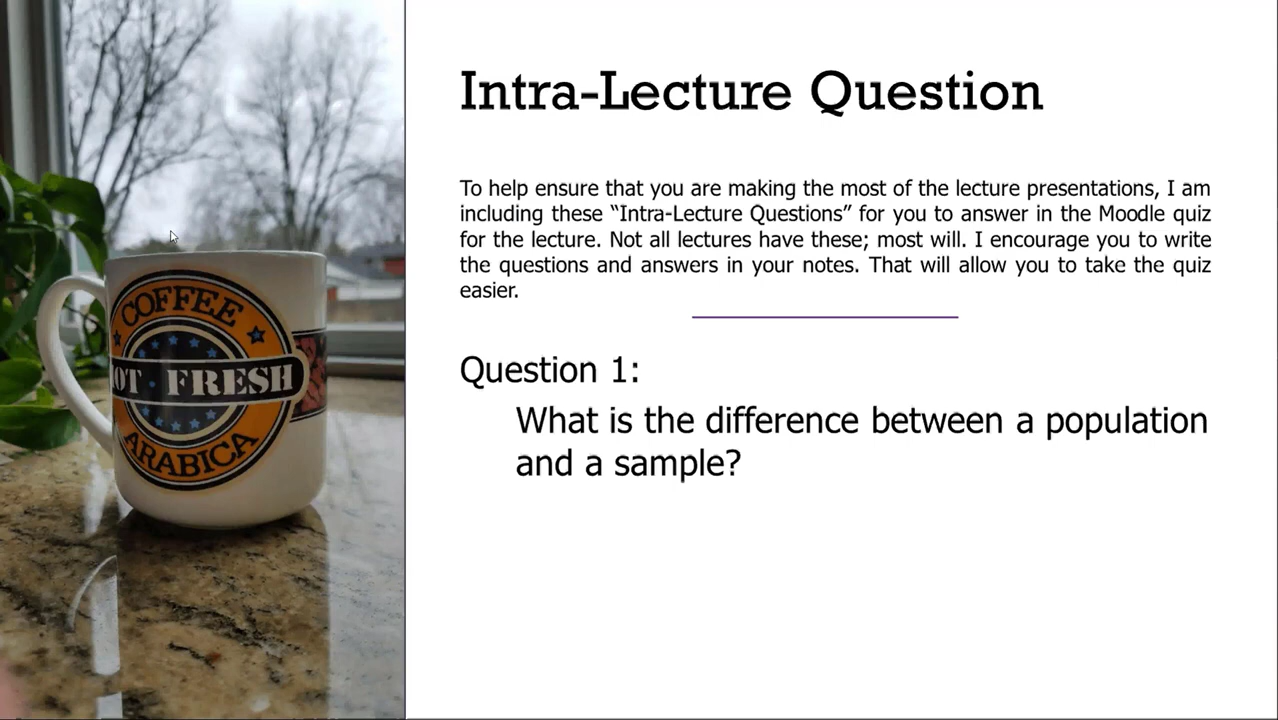 Intra-Lecture Question
To help ensure that you are making the most of the lecture presentations, I am
including these “Intra-Lecture Questions” for you to answer in the Moodle quiz
for the lecture. Not all lectures have these; most will. I encourage you to write
the questions and answers in your notes. That will allow you to take the quiz
easier.
Question 1:
What is the difference between a population
and a sample?
COFFEE
OT · FRESH
ARABICA